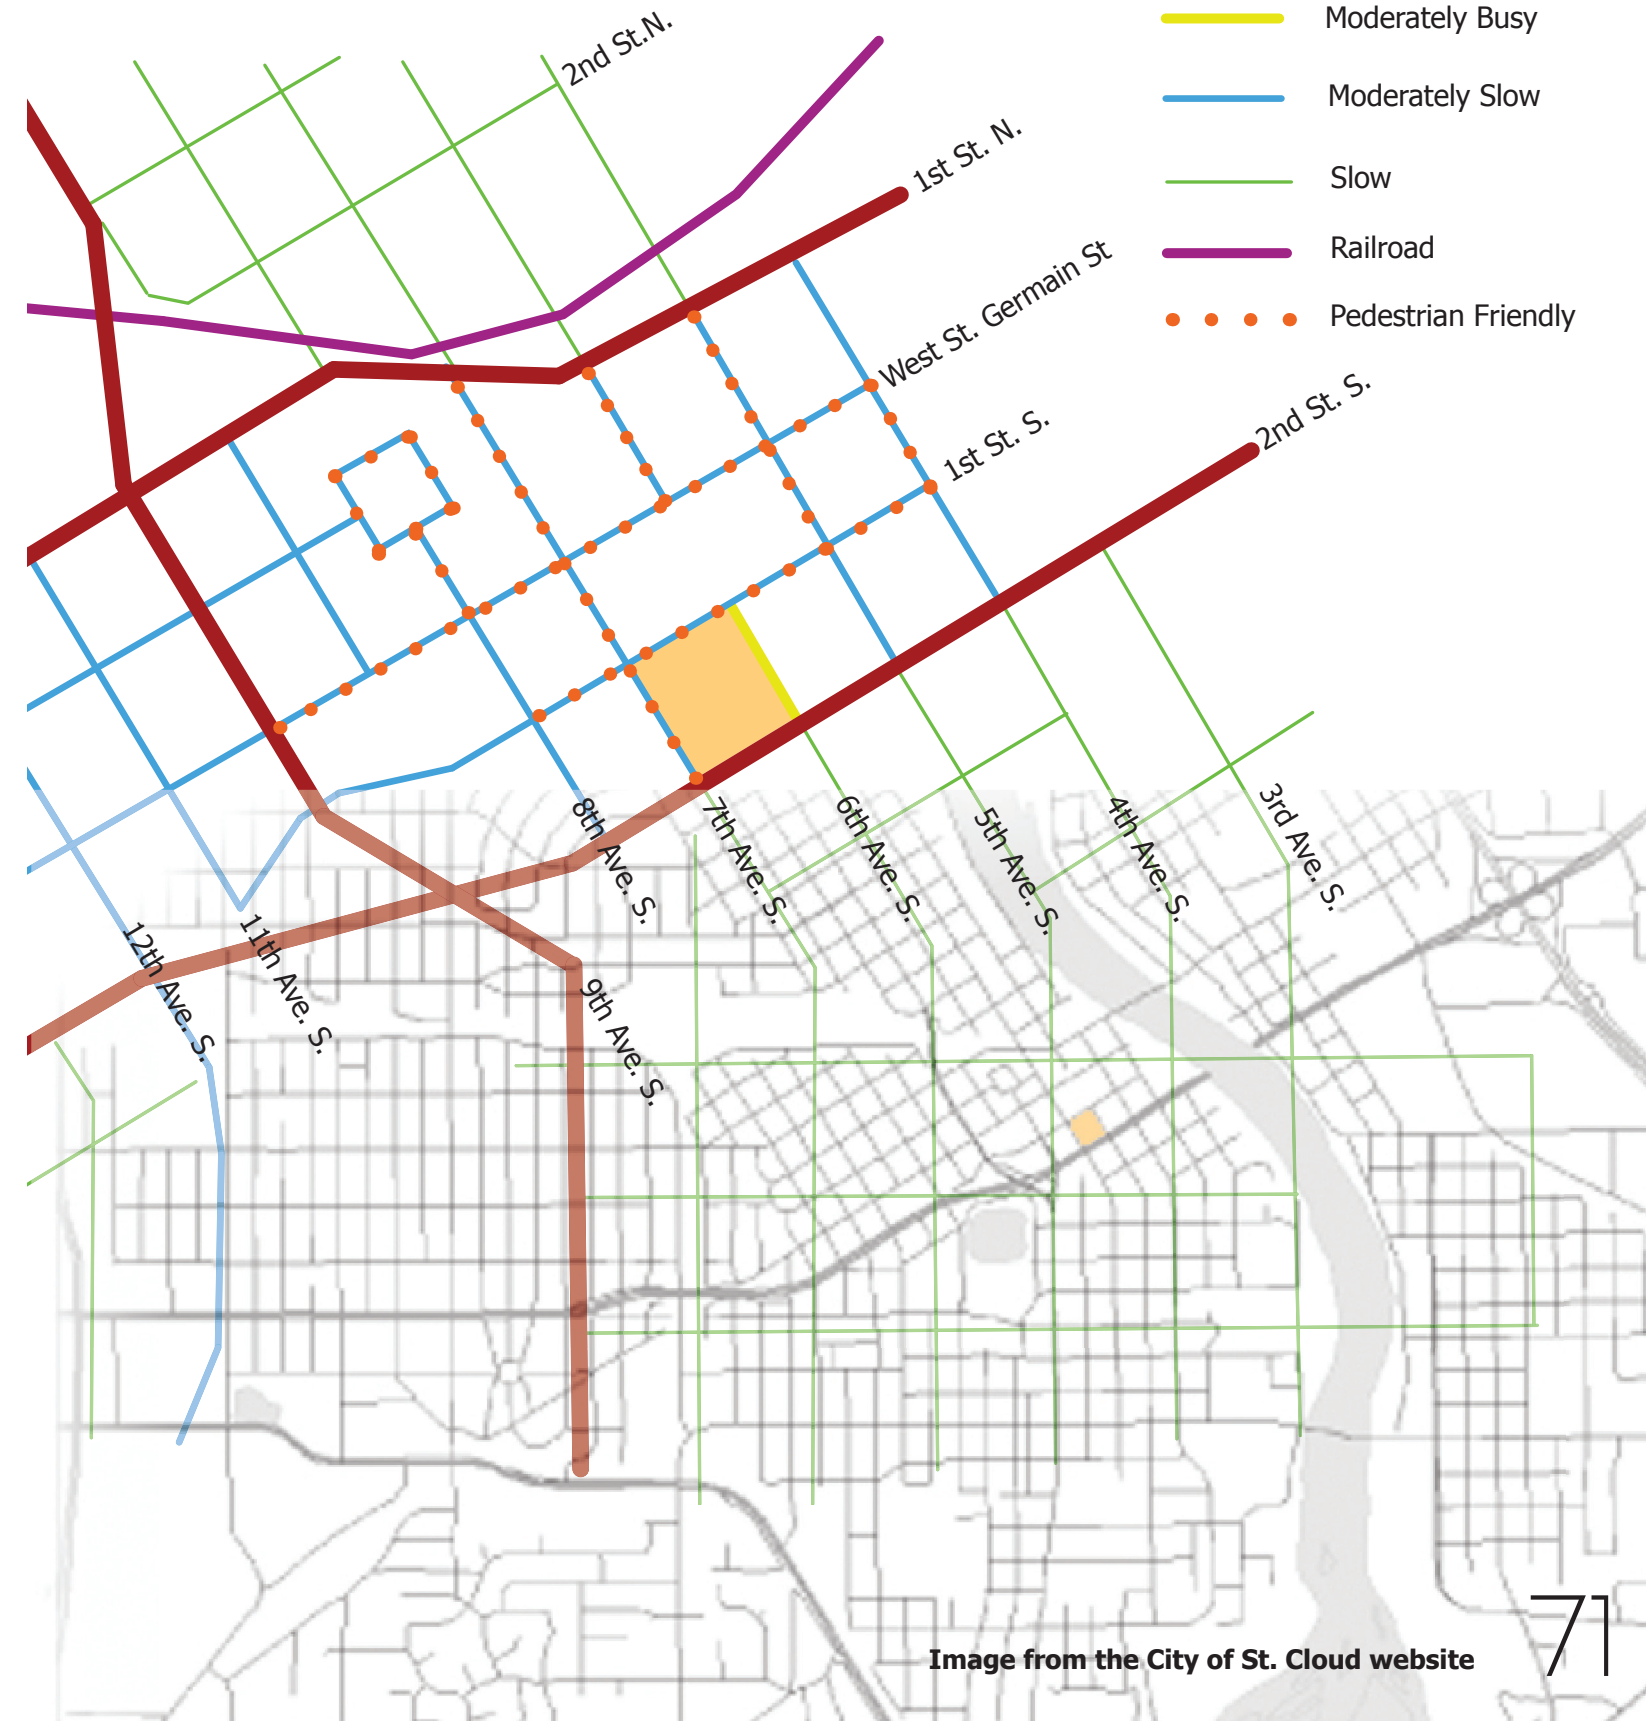 Moderately Busy
Moderately Slow
Slow
Railroad
Pedestrian Friendly
2nd St.N.
1st St. N.
West St. Germain St
1st St. S.
2nd St. S.
3rd Ave. S.
4th Ave. S.
5th Ave. S.
6th Ave. S.
7th Ave. S.
8th Ave. S.
9th Ave. S.
11th Ave. S.
12th Ave. S.
Image from the City of St. Cloud website
71